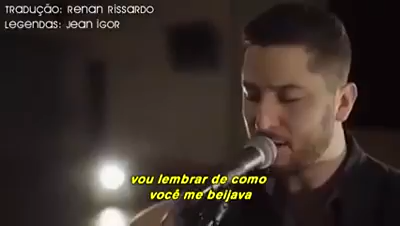 TRADUÇÃO: RENAN RISSARDO
LEGENDAS: JEAN IGOR
vou lembrar de como
você me beijava